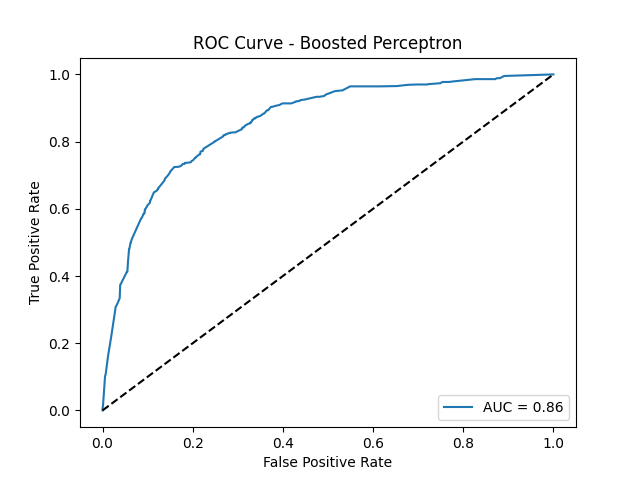 ROC Curve - Boosted Perceptron
1.0
0.8
0.6
0.4
0.2
0.0
True Positive Rate
AUC = 0.86
0.0 0.2 0.4 0.6 0.8 1.0
False Positive Rate